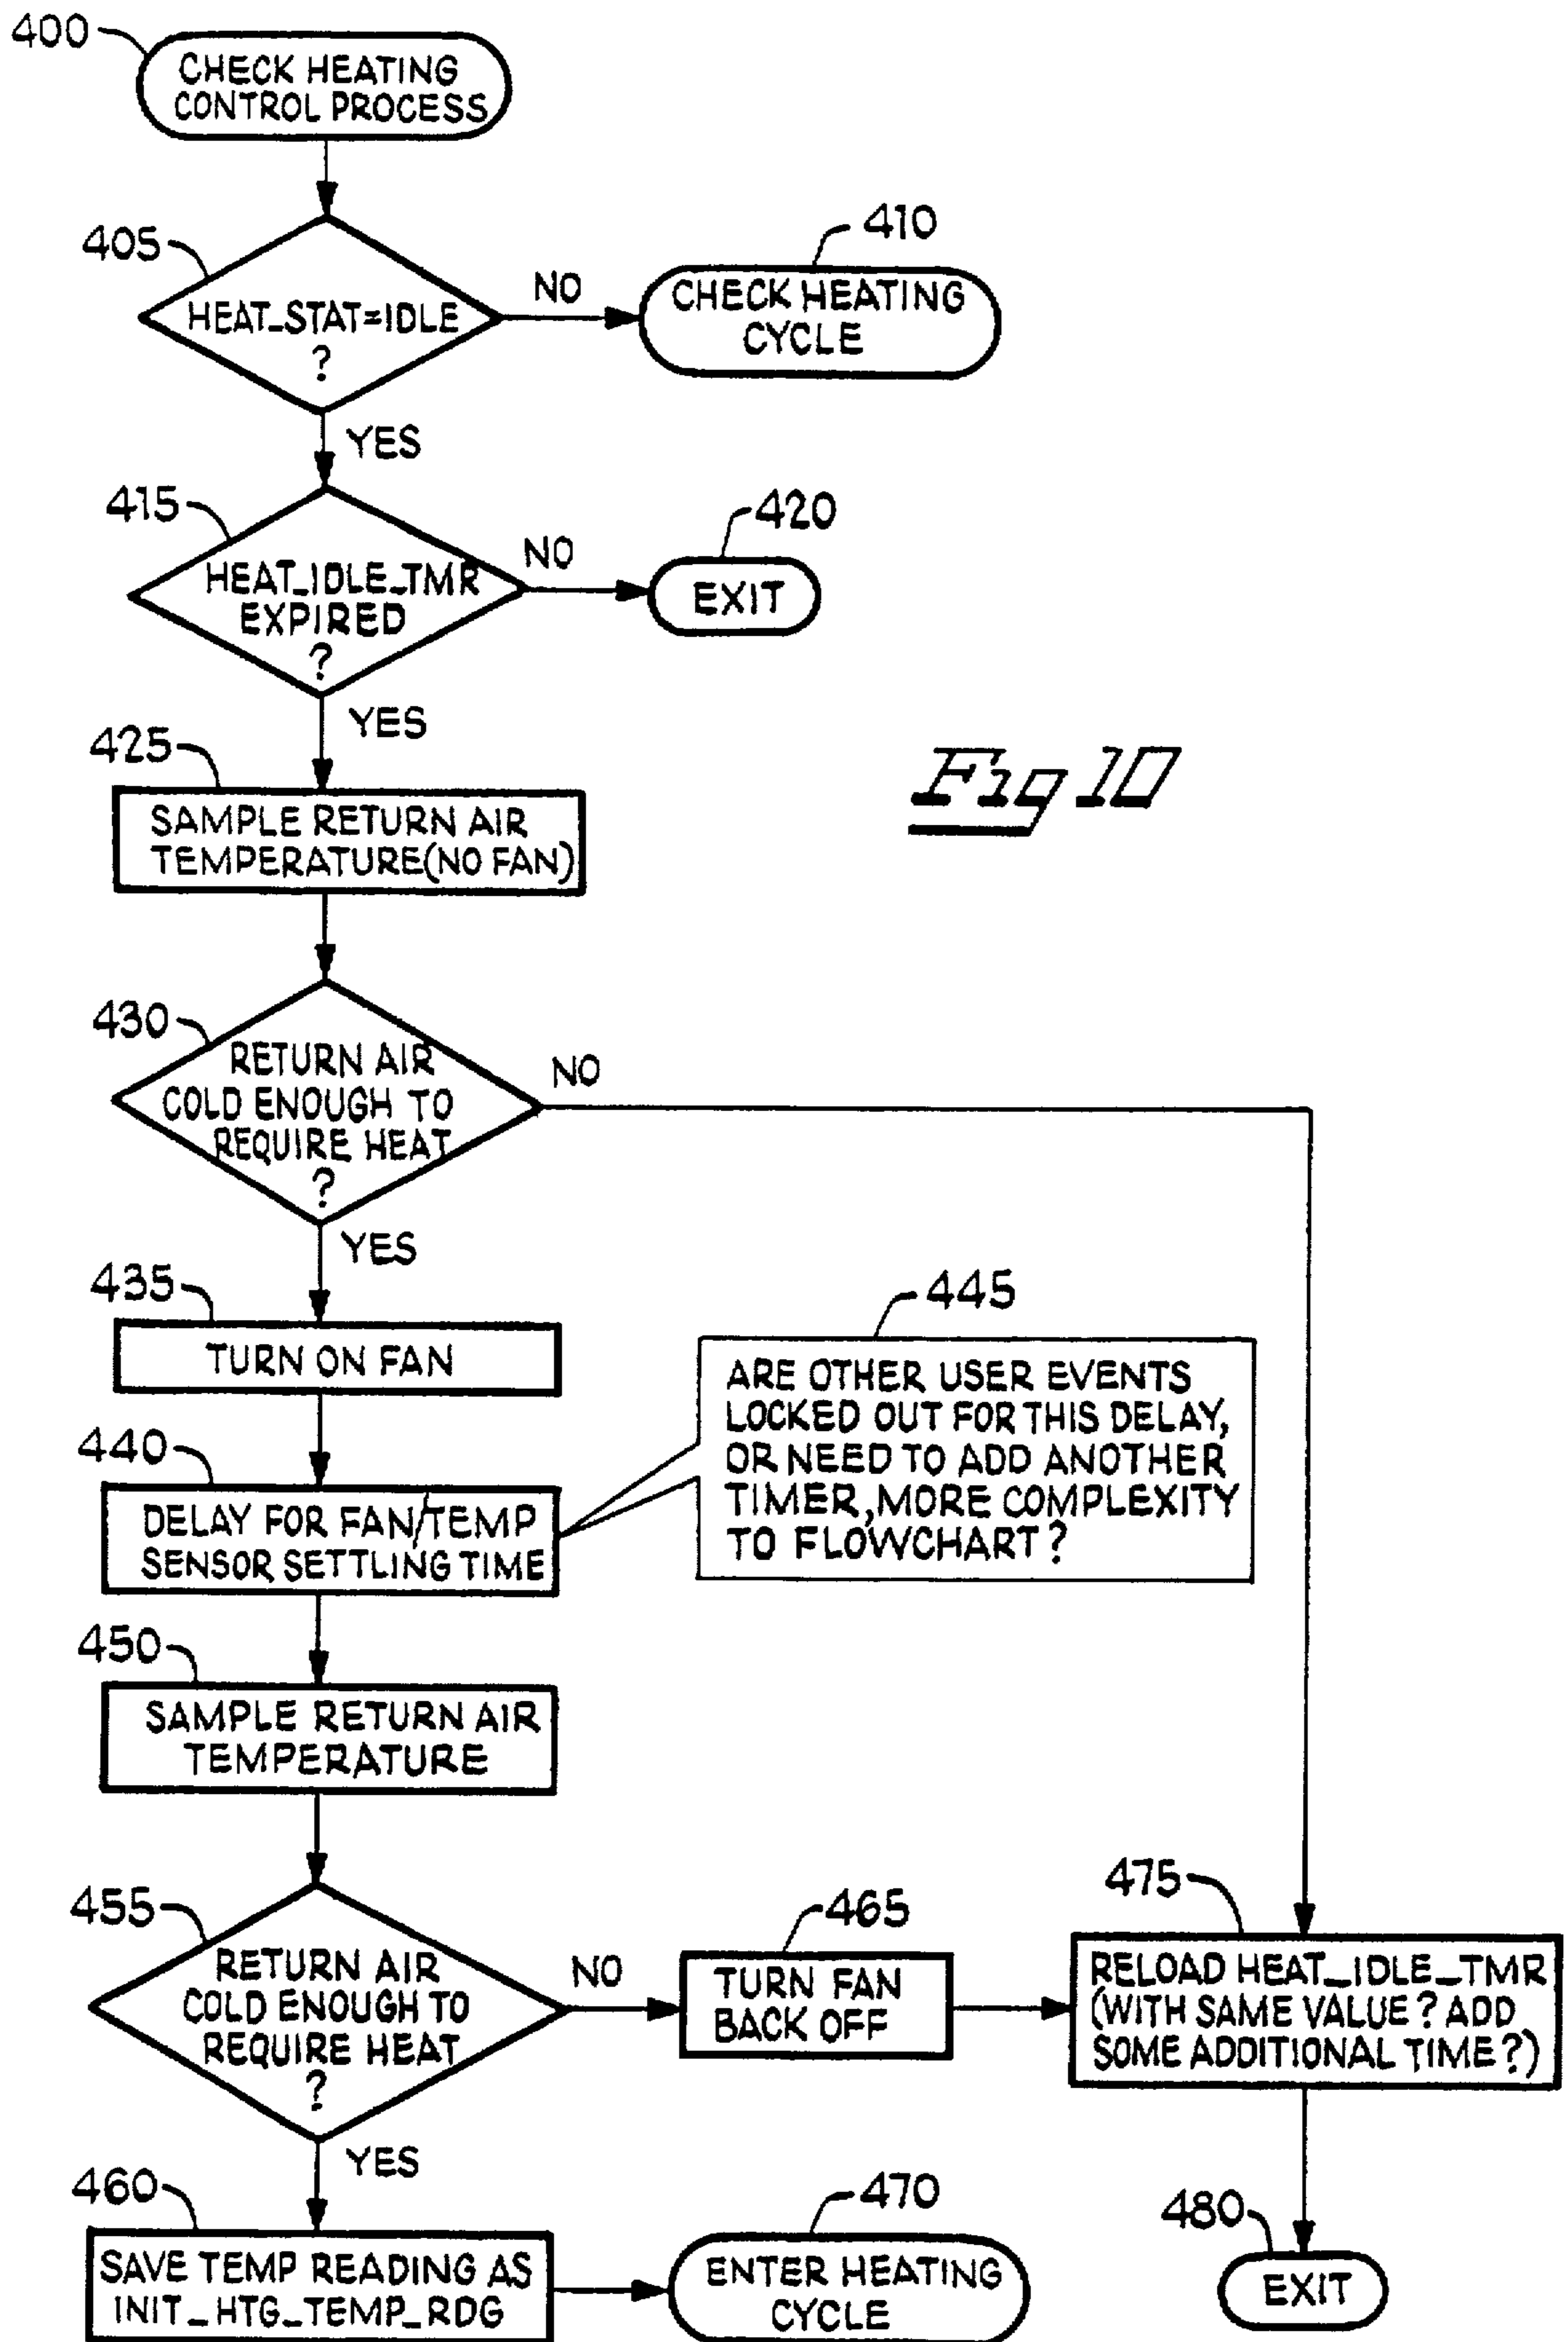 400
CHECK HEATING
CONTROL PROCESS
405
HEAT_STAT=IDLE
?
NO
410
CHECK HEATING
CYCLE
YES
415
HEAT_IDLE_TMR
EXPIRED
?
NO
420
EXIT
YES
425
SAMPLE RETURN AIR
TEMPERATURE(NO FAN)
Fig 10
430
RETURN AIR
COLD ENOUGH TO
REQUIRE HEAT
?
NO
YES
435
TURN ON FAN
440
DELAY FOR FAN/TEMP
SENSOR SETTLING TIME
445
ARE OTHER USER EVENTS
LOCKED OUT FOR THIS DELAY,
OR NEED TO ADD ANOTHER
TIMER, MORE COMPLEXITY
TO FLOWCHART?
450
SAMPLE RETURN AIR
TEMPERATURE
455
RETURN AIR
COLD ENOUGH TO
REQUIRE HEAT
?
NO
465
TURN FAN
BACK OFF
475
RELOAD HEAT_IDLE_TMR
(WITH SAME VALUE? ADD
SOME ADDITIONAL TIME?)
YES
460
SAVE TEMP READING AS
INIT_HTG_TEMP_RDG
470
ENTER HEATING
CYCLE
480
EXIT